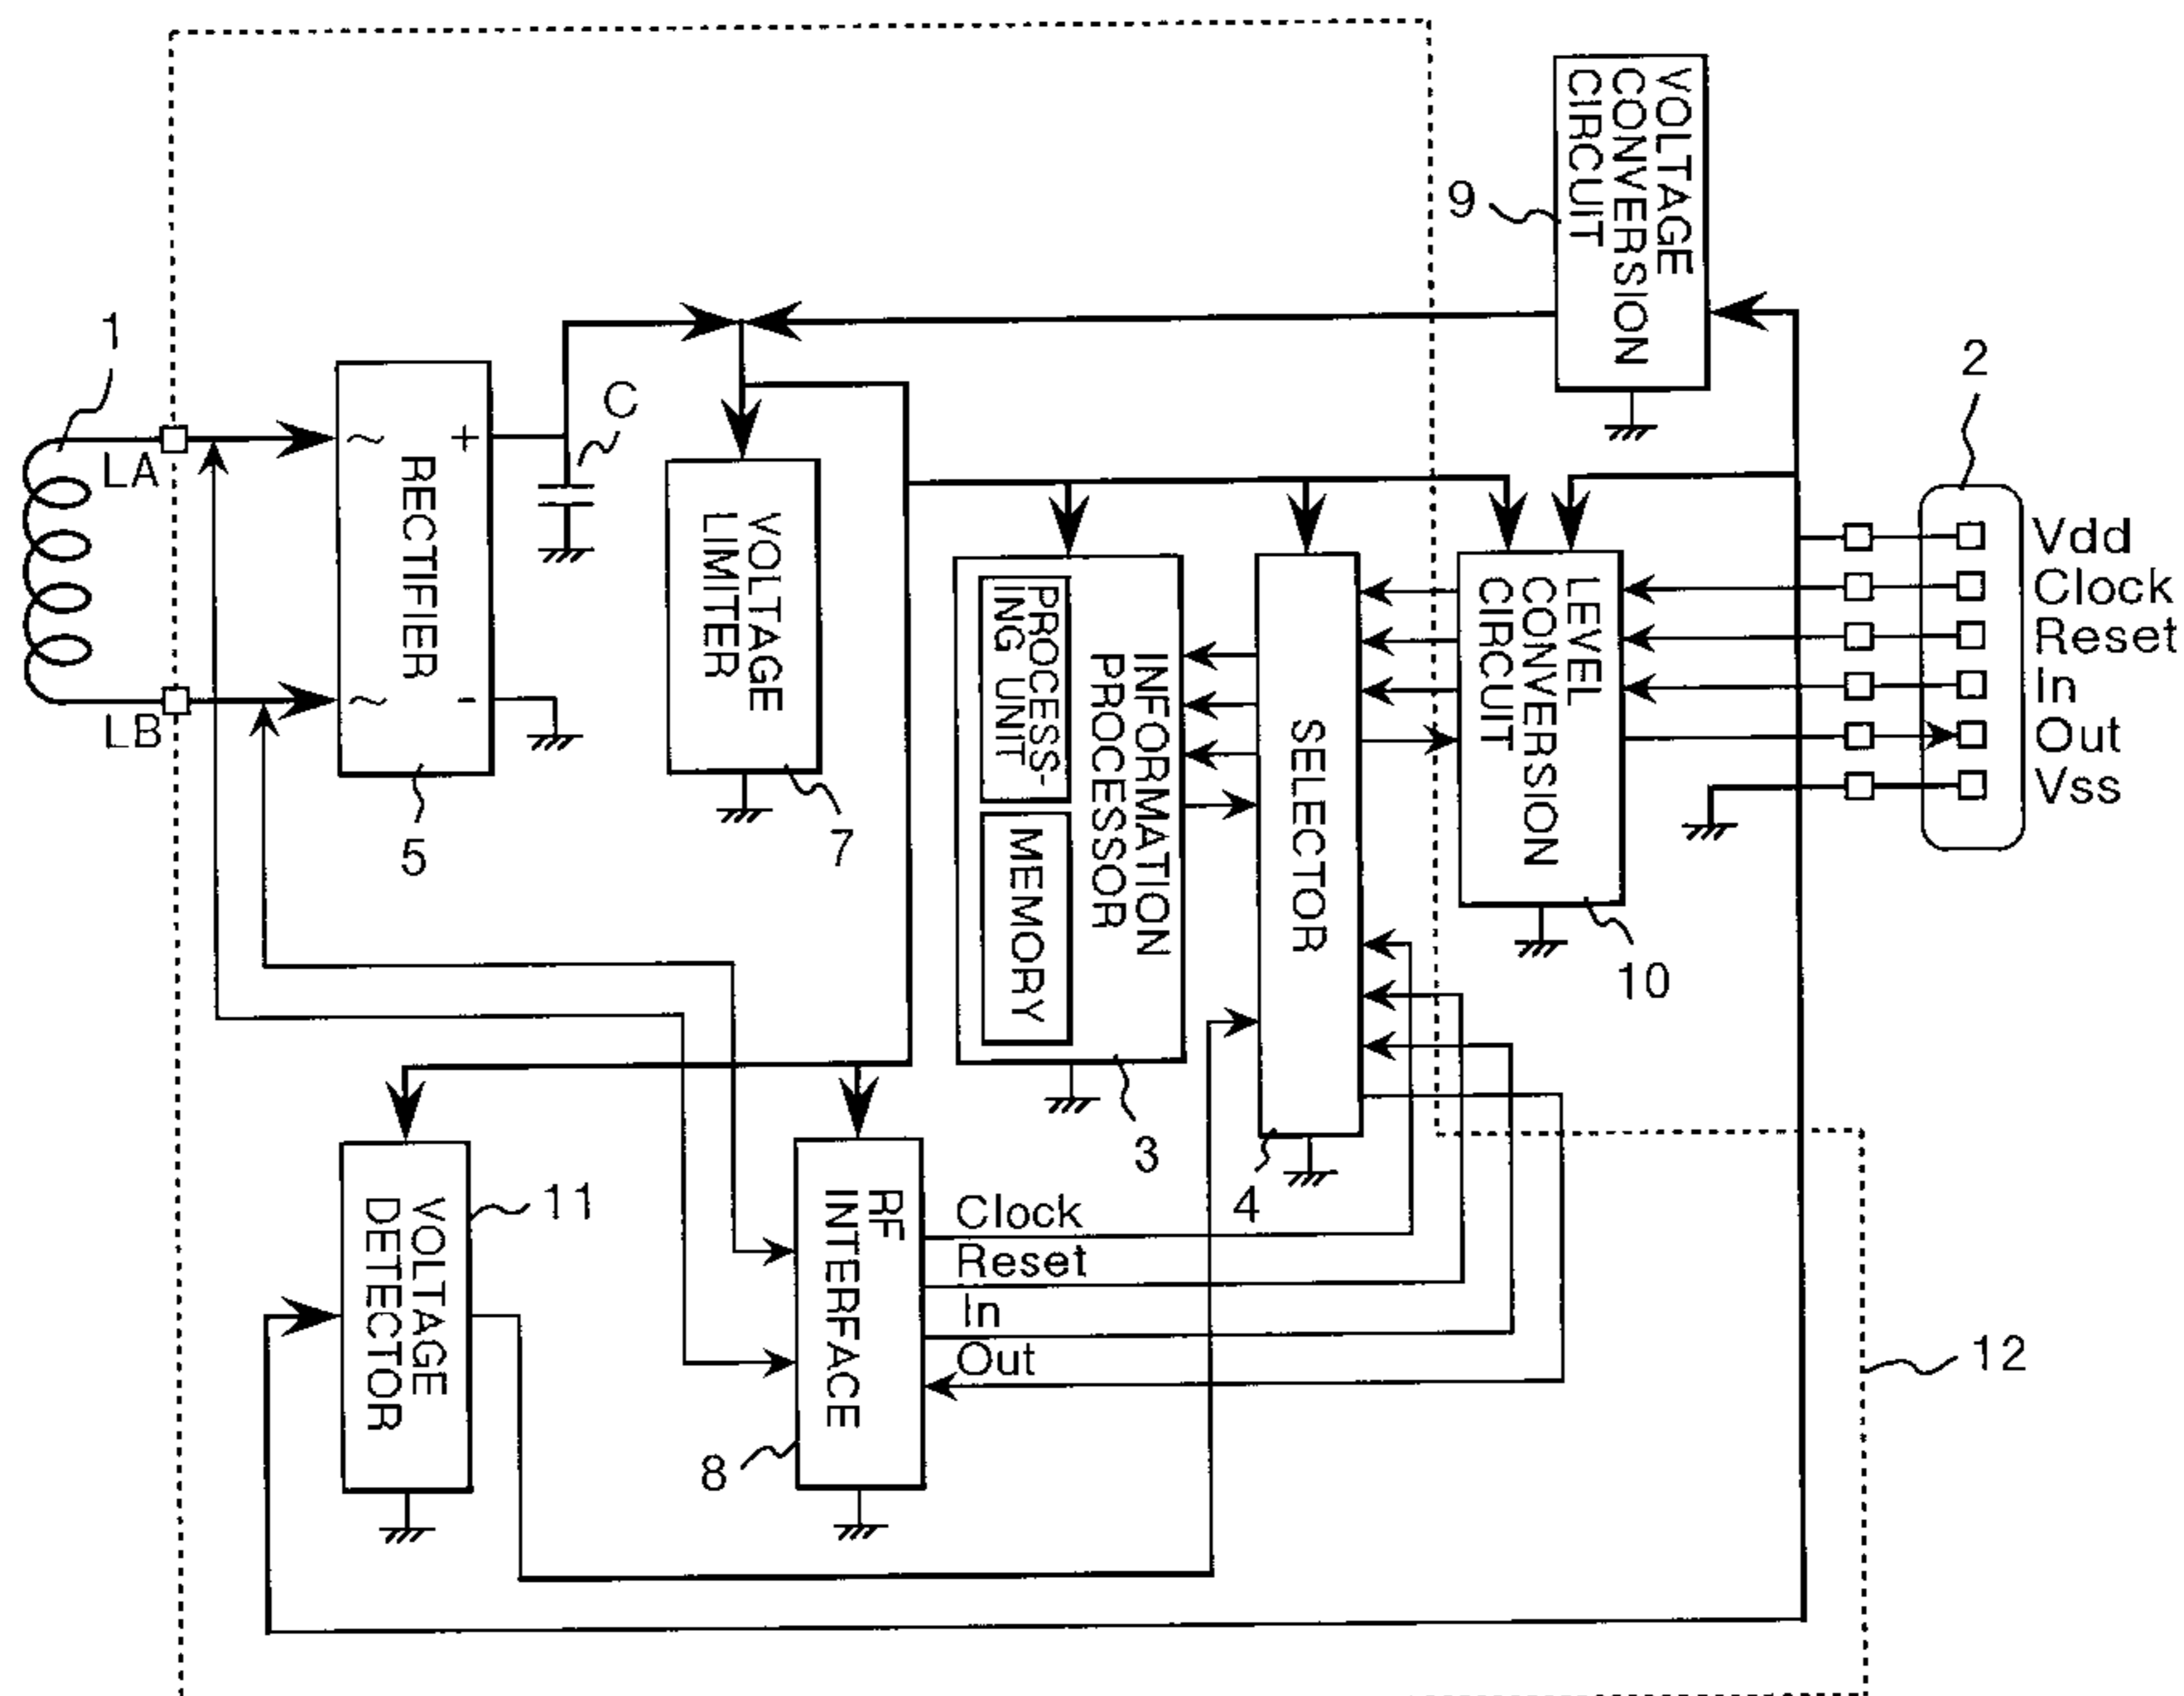 VOLTAGE
CONVERSION
CIRCUIT
9
1
2
C
LA
~
+
RECTIFIER
VOLTAGE
LIMITER
PROCESS-
ING UNIT
INFORMATION
PROCESSOR
MEMORY
SELECTOR
LEVEL
CONVERSION
CIRCUIT
Vdd
Clock
Reset
In
Out
Vss
LB
~
-
5
7
10
3
4
11
VOLTAGE
DETECTOR
RF
INTERFACE
Clock
Reset
In
Out
8
12